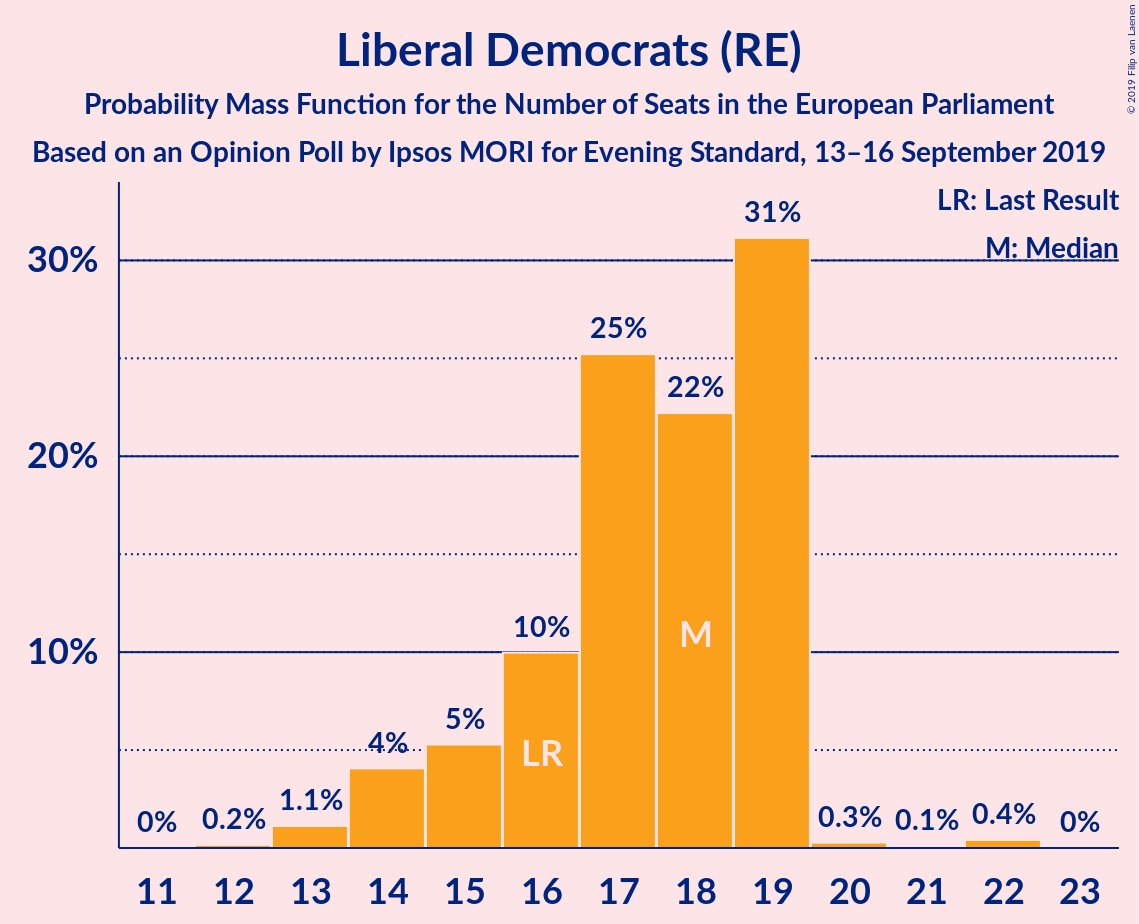 Liberal Democrats (RE)
Probability Mass Function for the Number of Seats in the European Parliament
Based on an Opinion Poll by Ipsos MORI for Evening Standard, 13–16 September 2019
© 2019 Filip van Laenen
LR: Last Result
M: Median
30%
20%
10%
0%
0.2%
1.1%
4%
5%
10%
25%
22%
31%
0.3%
0.1%
0.4%
0%
LR
M
11 12 13 14 15 16 17 18 19 20 21 22 23